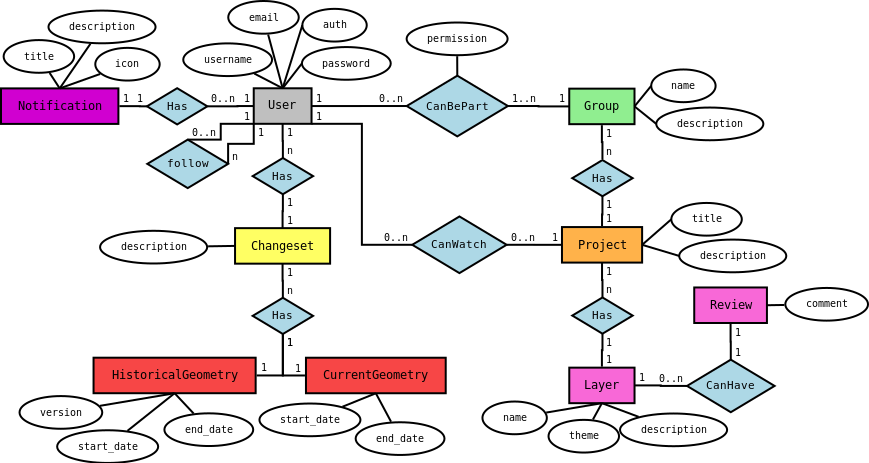 email
auth
description
permission
title
icon
username
password
name
Notification
1 1
Has
0..n 1
User
1
0..n
CanBePart
1..n
1
Group
description
1
0..n
1
1
1
1
follow
n
n
n
Has
Has
1
1
1
1
title
description
Changeset
0..n
CanWatch
0..n
1
Project
description
1
1
n
n
Has
Has
Review
comment
1
1
1
1
1
HistoricalGeometry
1
1
CurrentGeometry
Layer
1
0..n
CanHave
version
start_date
end_date
start_date
end_date
name
theme
description